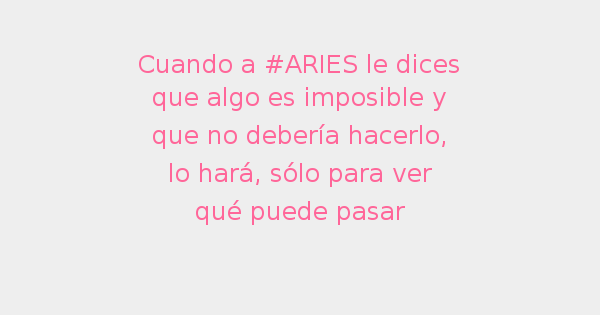 Cuando a #ARIES le dices
que algo es imposible y
que no debería hacerlo,
lo hará, sólo para ver
qué puede pasar